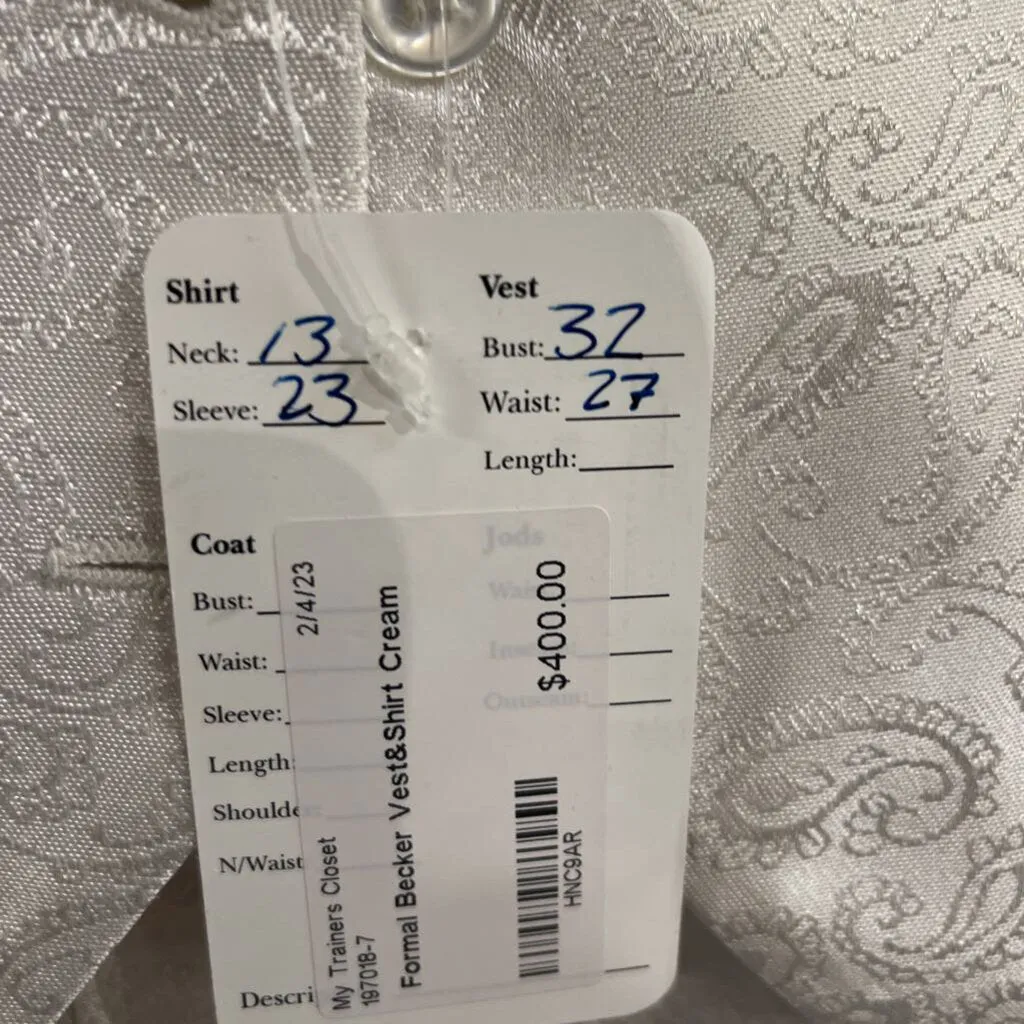 Shirt
Neck: 13
Sleeve: 23
Vest
Bust: 32
Waist: 27
Length:
Coat
Bust:
Waist:
Sleeve:
Length:
Shoulde
N/Waist
Descri
Jods
Outseam:
2/4/23
$400.00
Formal Becker Vest&Shirt Cream
HNC9AR
My Trainers Closet
197018-7